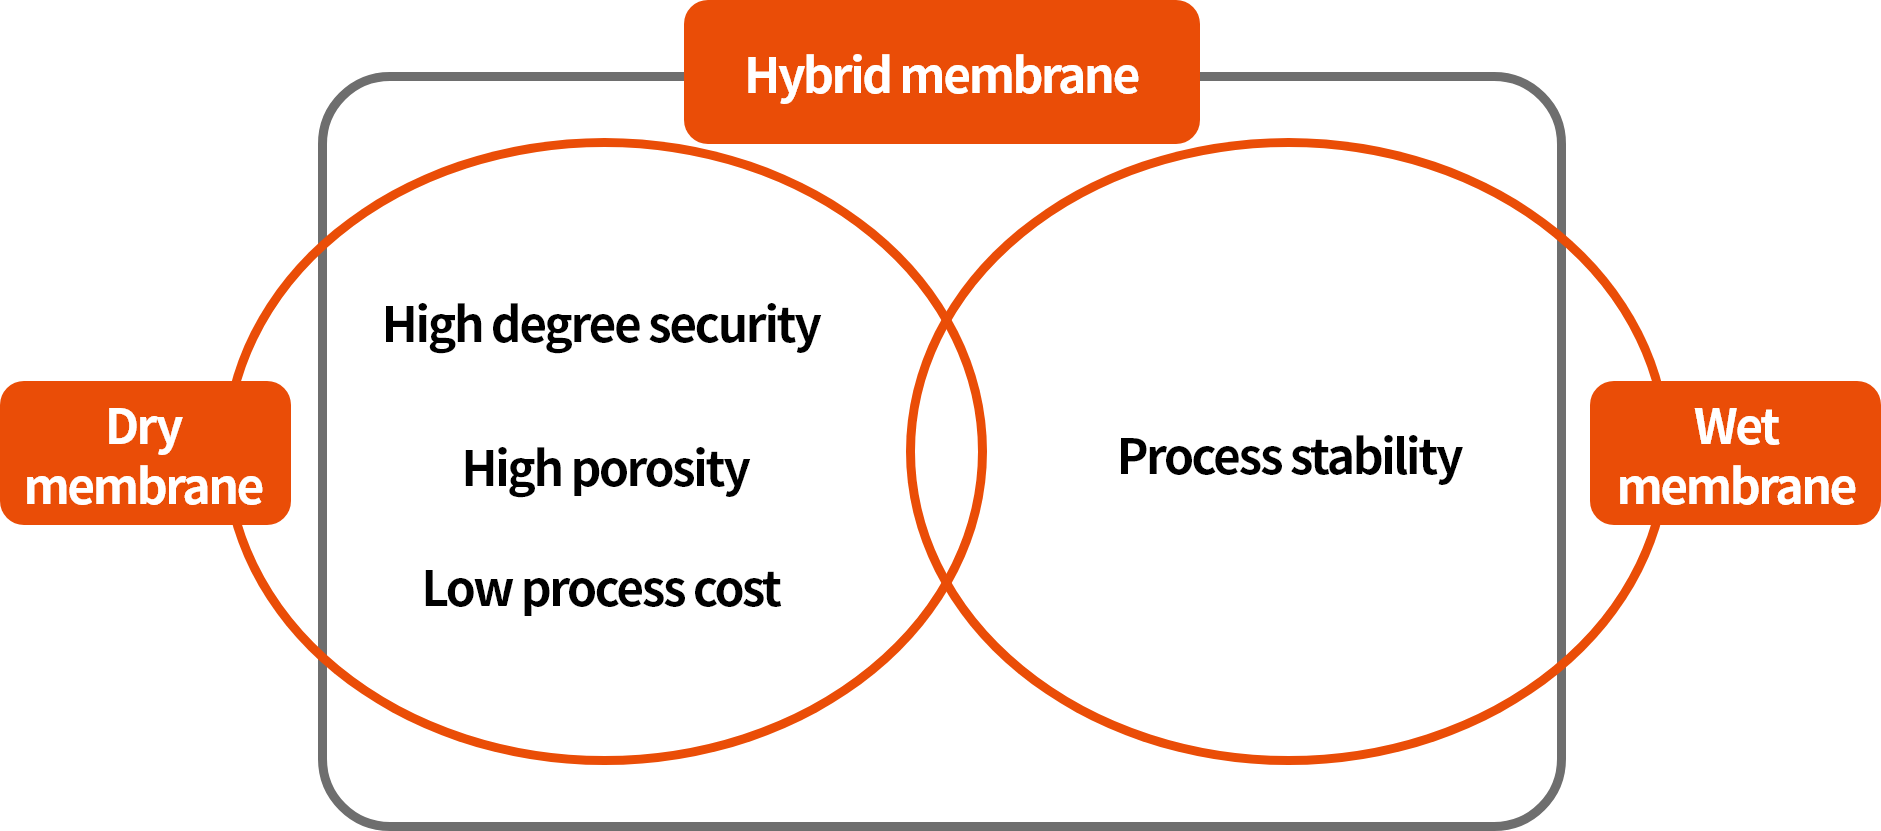 Hybrid membrane
High degree security
Dry
membrane
High porosity
Low process cost
Process stability
Wet
membrane